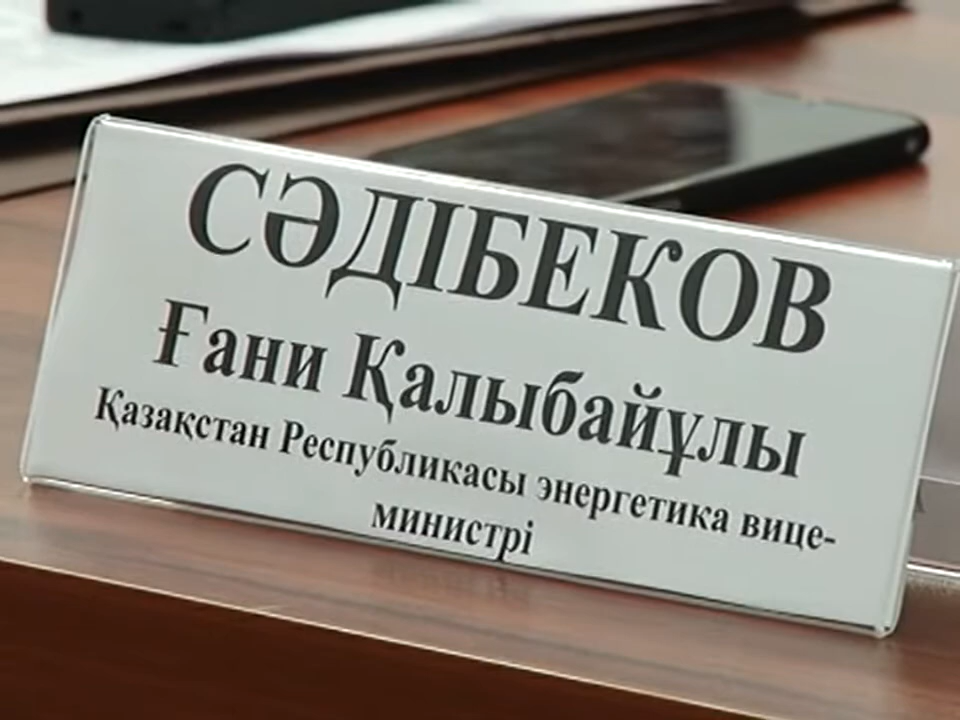 СӘДІБЕКОВ
Ғани Қалыбайұлы
Қазақстан Республикасы энергетика вице-
министрі